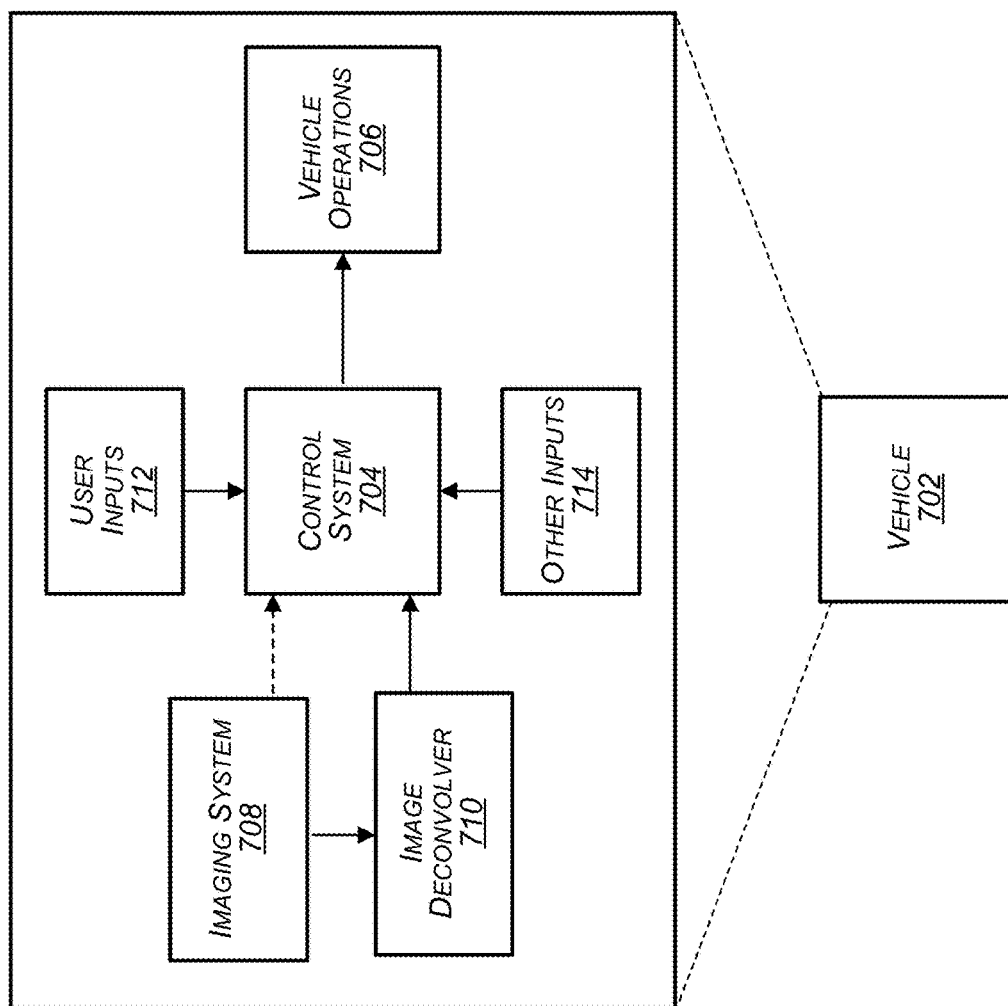 USER
INPUTS
712
IMAGING SYSTEM
708
CONTROL
SYSTEM
704
VEHICLE
OPERATIONS
706
IMAGE
DECONVOLVER
710
OTHER INPUTS
714
VEHICLE
702